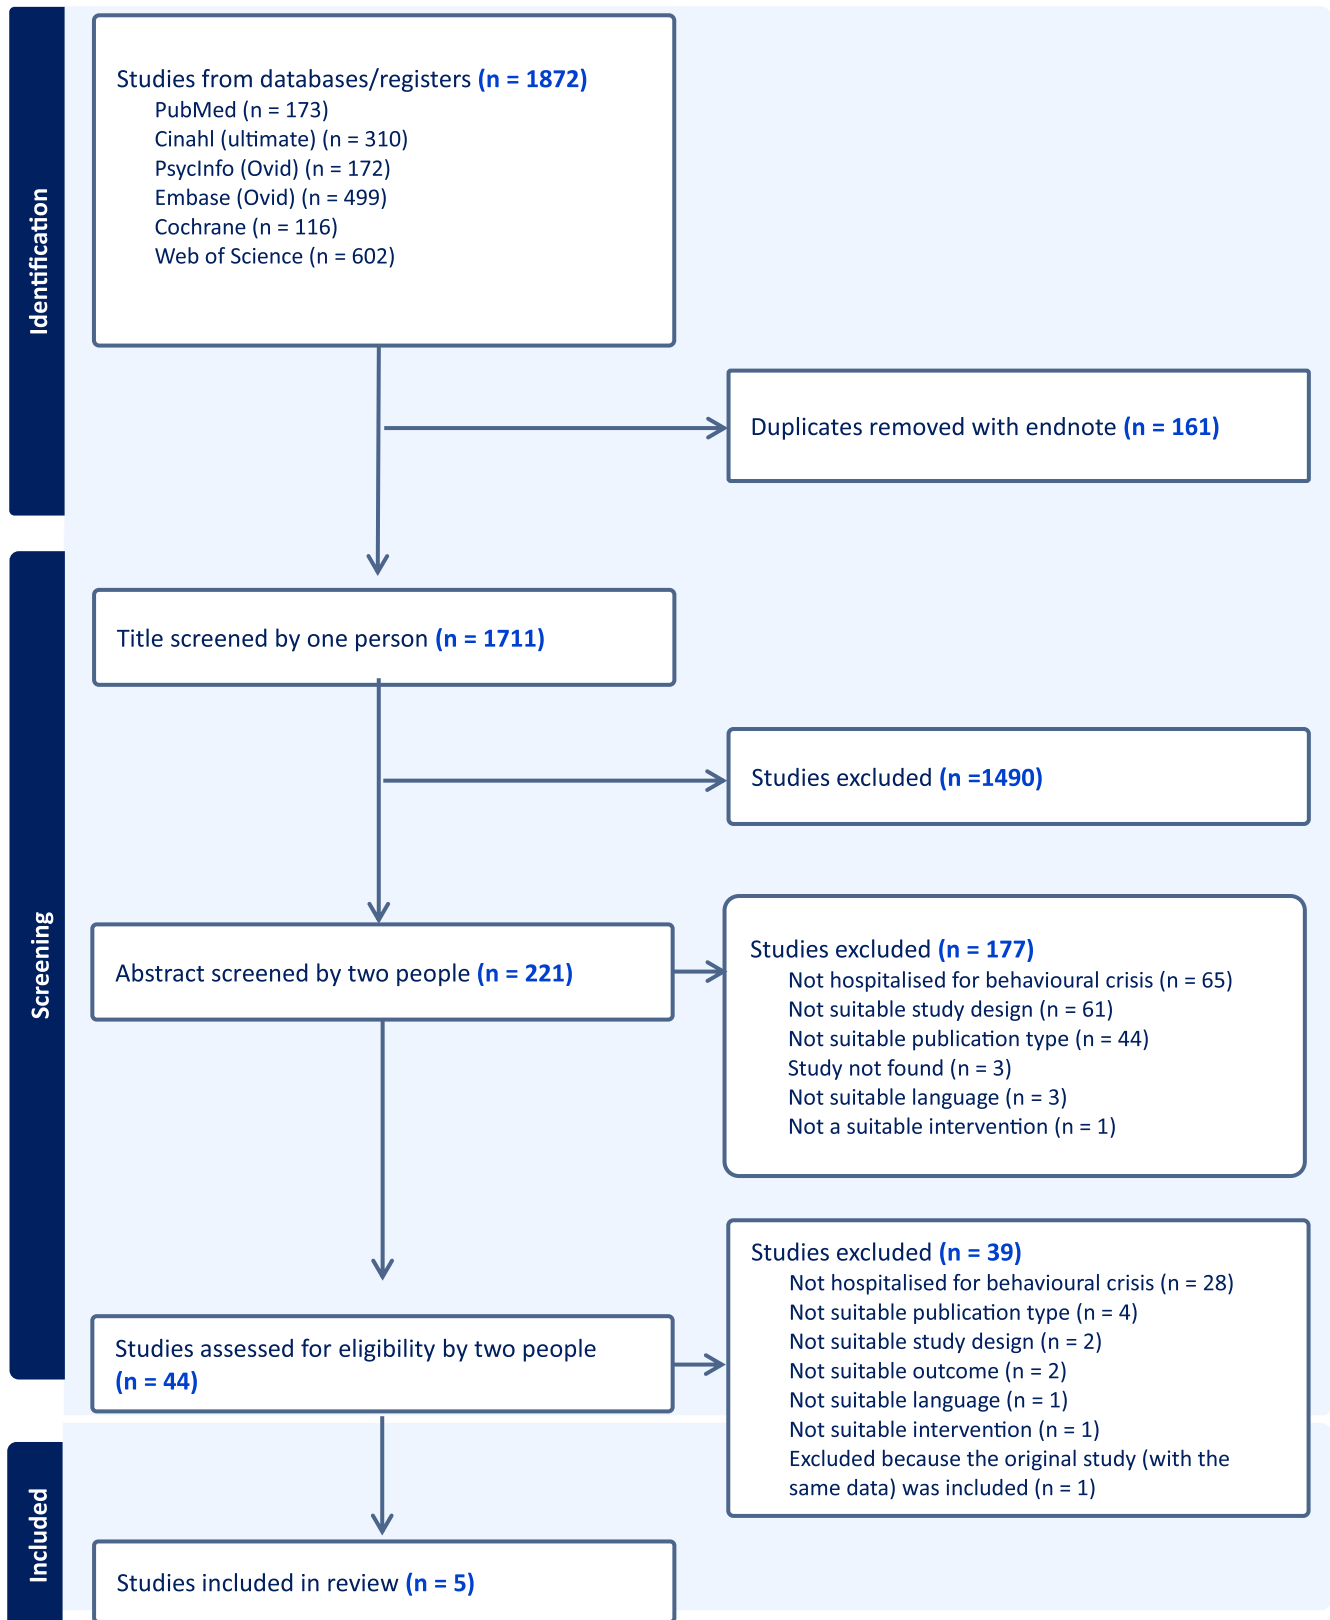 Identification
Studies from databases/registers (n = 1872)
PubMed (n = 173)
Cinahl (ultimate) (n = 310)
PsycInfo (Ovid) (n = 172)
Embase (Ovid) (n = 499)
Cochrane (n = 116)
Web of Science (n = 602)
Duplicates removed with endnote (n = 161)
Screening
Title screened by one person (n = 1711)
Studies excluded (n =1490)
Abstract screened by two people (n = 221)
Studies excluded (n = 177)
Not hospitalised for behavioural crisis (n = 65)
Not suitable study design (n = 61)
Not suitable publication type (n = 44)
Study not found (n = 3)
Not suitable language (n = 3)
Not a suitable intervention (n = 1)
Studies assessed for eligibility by two people
(n = 44)
Studies excluded (n = 39)
Not hospitalised for behavioural crisis (n = 28)
Not suitable publication type (n = 4)
Not suitable study design (n = 2)
Not suitable outcome (n = 2)
Not suitable language (n = 1)
Not suitable intervention (n = 1)
Excluded because the original study (with the
same data) was included (n = 1)
Included
Studies included in review (n = 5)